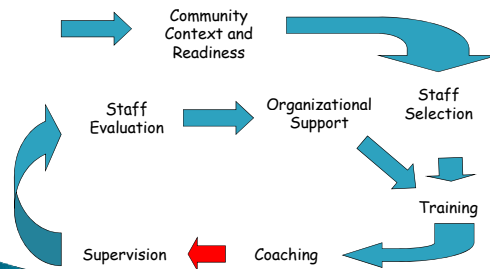 Community
Context and
Readiness
Staff
Evaluation
Organizational
Support
Staff
Selection
Training
Supervision
Coaching